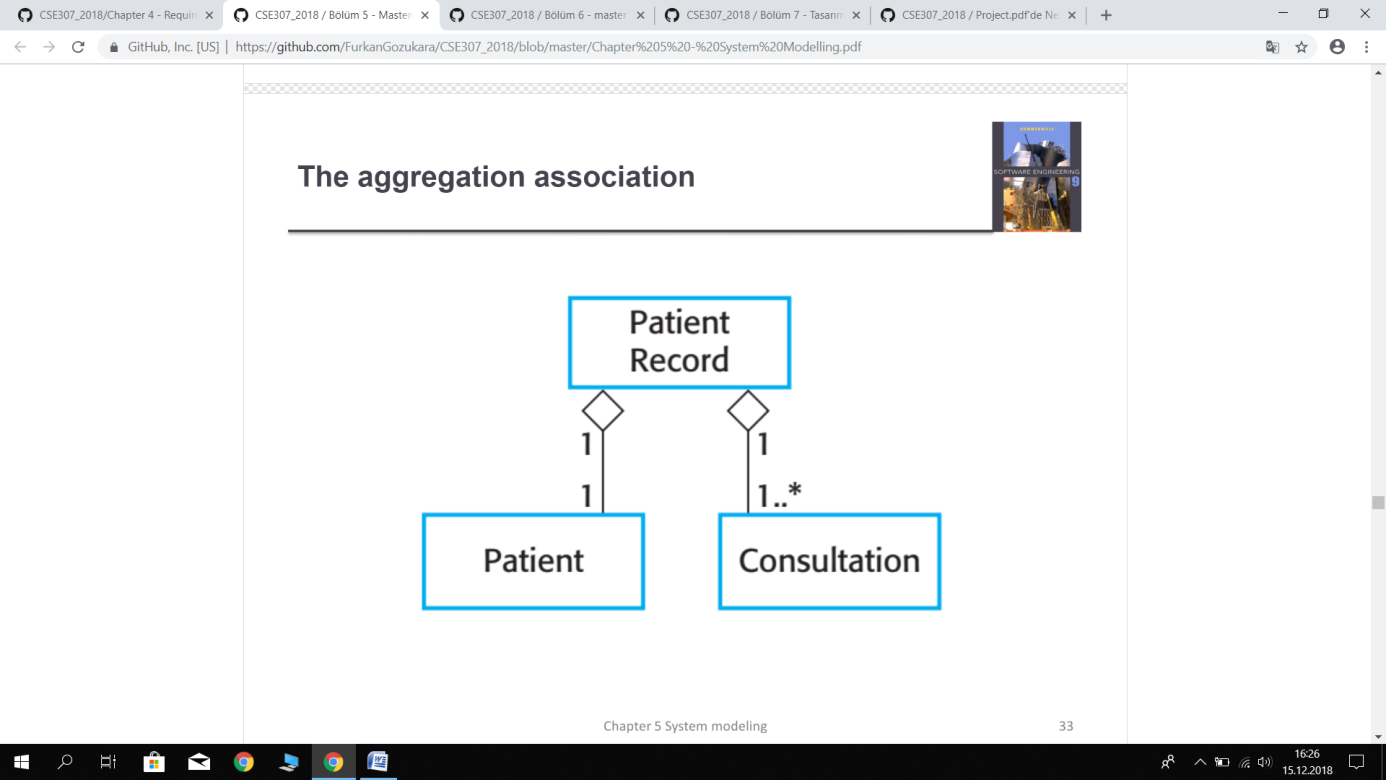 CSE307_2018/Chapter 4 - Requir
CSE307_2018 / Bölüm 5 - Master
CSE307_2018 / Bölüm 6 - master
CSE307_2018 / Bölüm 7 - Tasarım
CSE307_2018 / Project.pdf'de Ne
GitHub, Inc. [US] | https://github.com/FurkanGozukara/CSE307_2018/blob/master/Chapter%205%20-%20System%20Modelling.pdf
The aggregation association
SOMMERVILLE
SOFTWARE ENGINEERING
9
Patient
Record
1
1
1
1..*
Patient
Consultation
Chapter 5 System modeling
33
16:26
15.12.2018